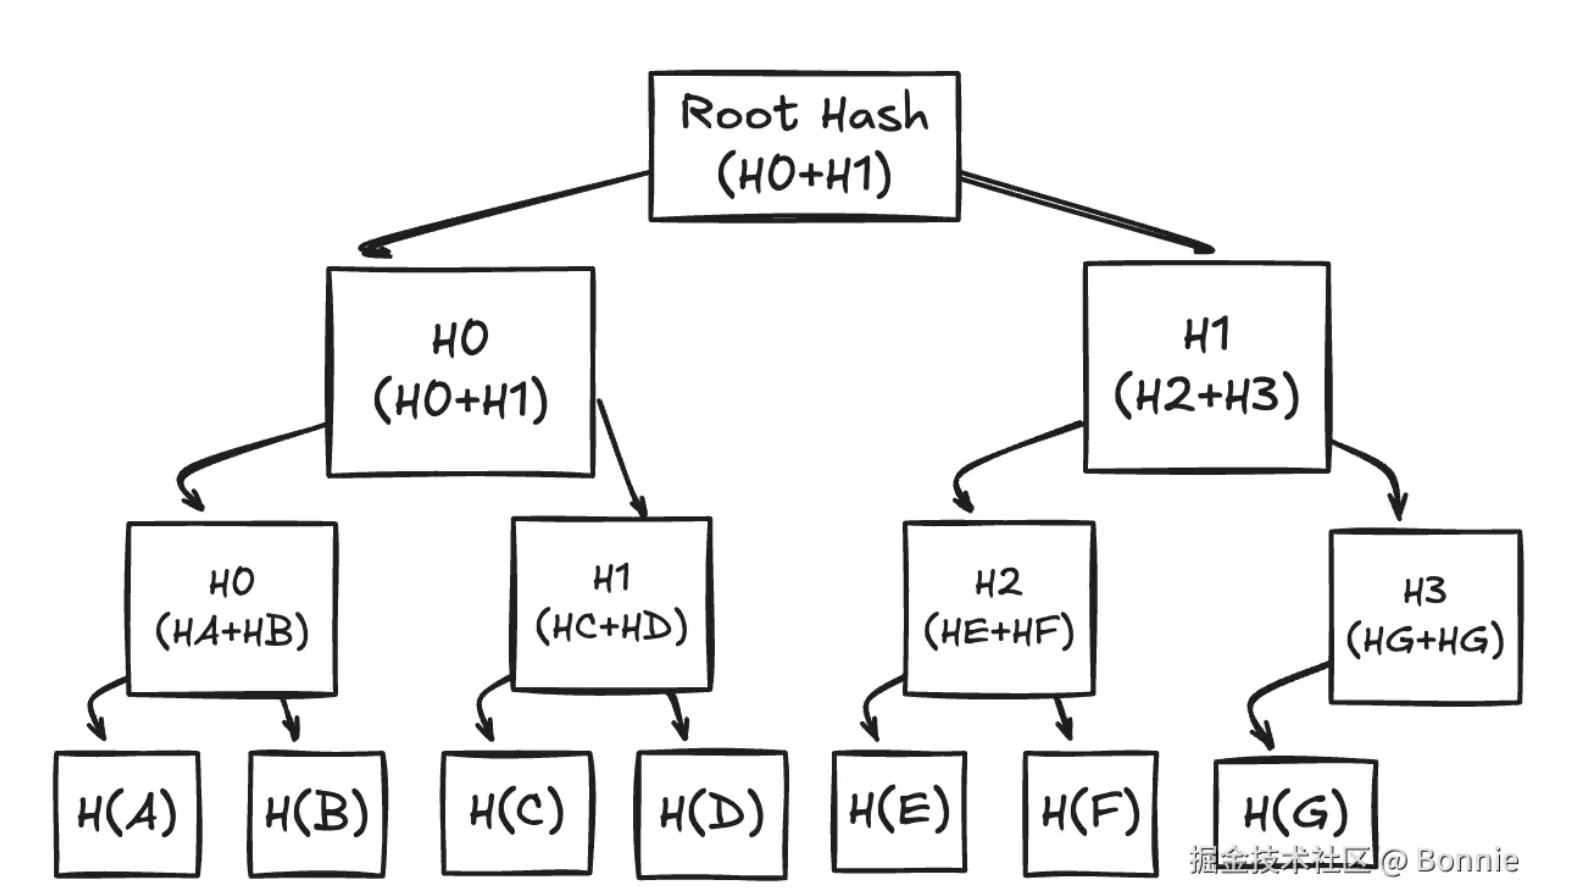 Root Hash
(H0+H1)
H0
(H0+H1)
H1
(H2+H3)
H0
(HA+HB)
H1
(HC+HD)
H2
(HE+HF)
H3
(HG+HG)
H(A)
H(B)
H(C)
H(D)
H(E)
H(F)
H(G)
掘金技术社区 @ Bonnie